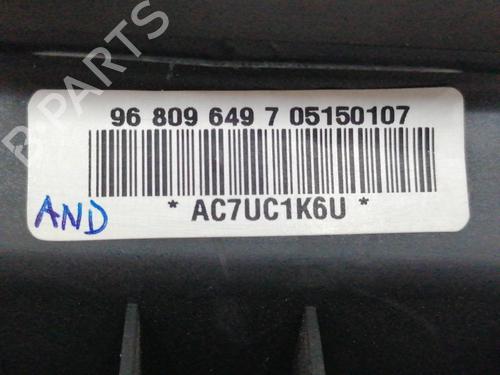 B-PARTS
96 809 649 7 05150107
* AC7UC1K6U *
AND